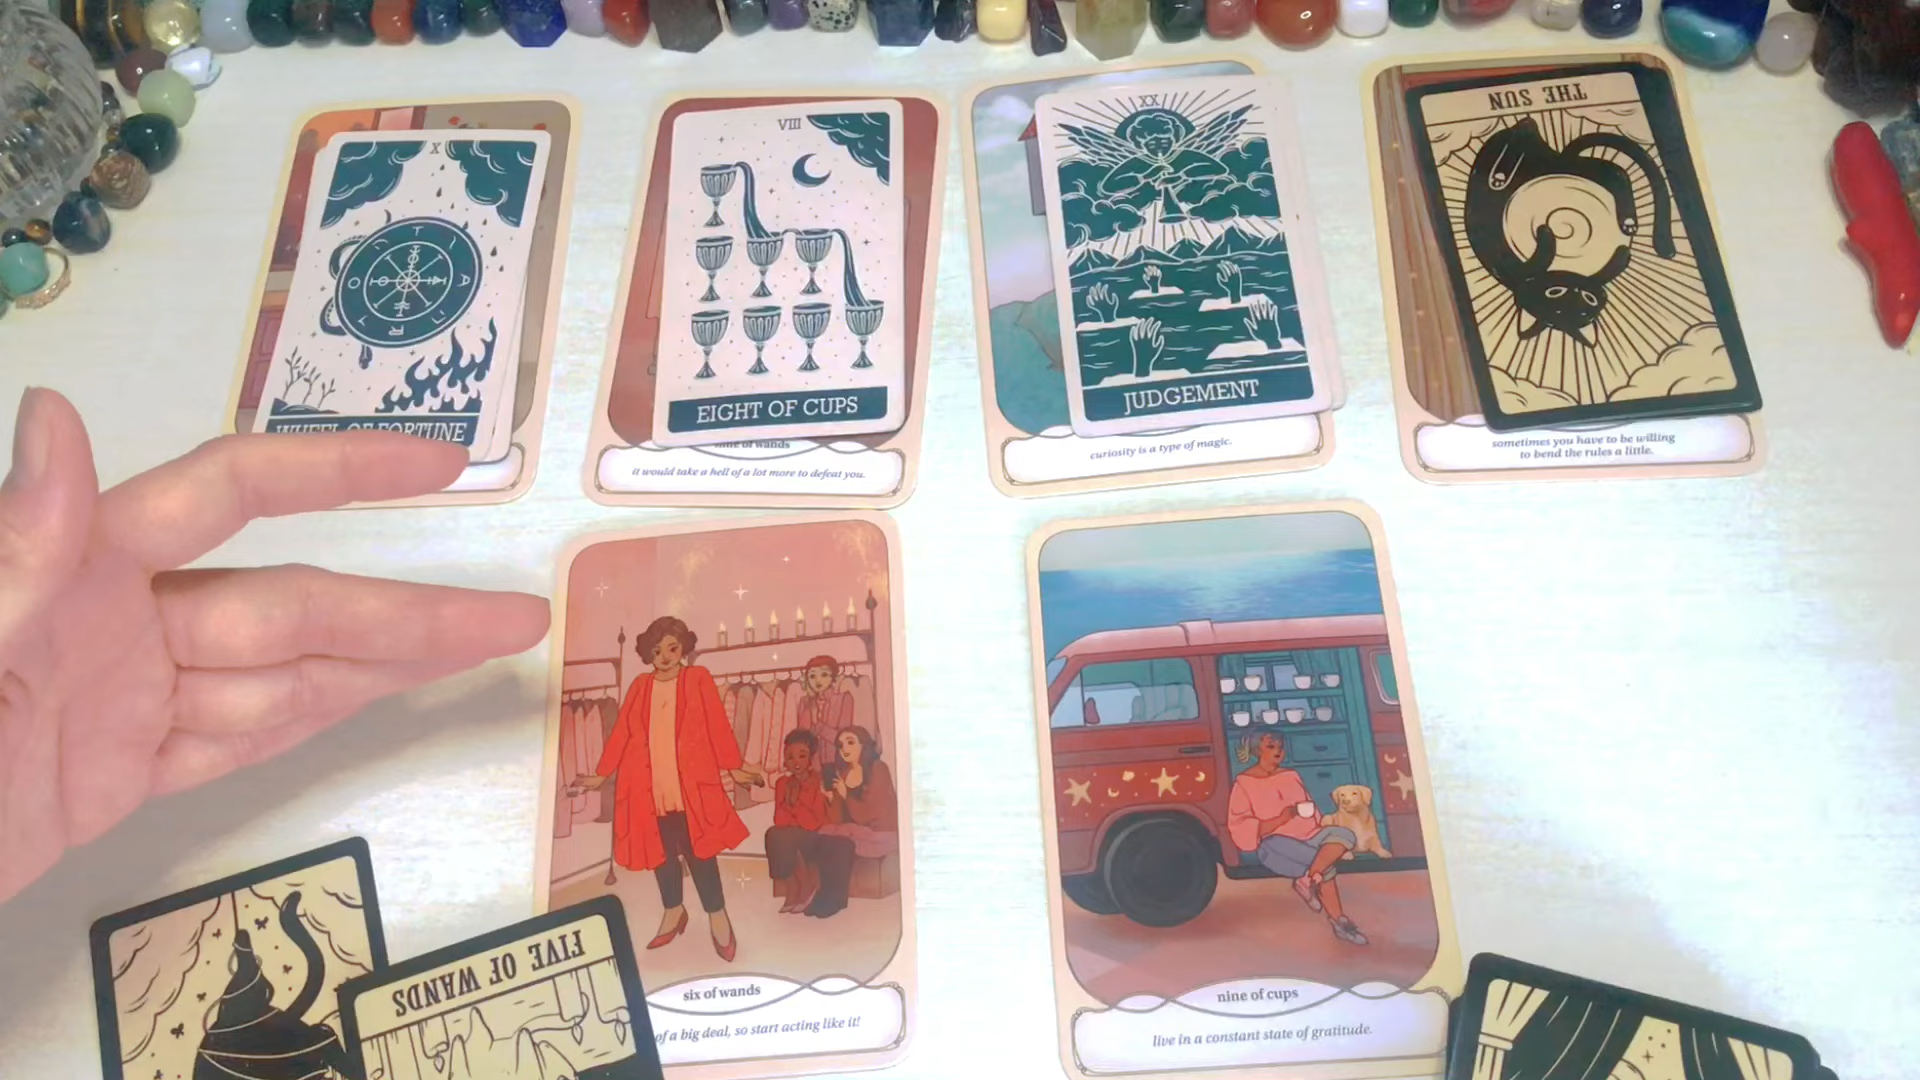 X
WHEEL OF FORTUNE
VIII
EIGHT OF CUPS
nine of wands
it would take a hell of a lot more to defeat you.
XX
JUDGEMENT
curiosity is a type of magic.
THE SUN
sometimes you have to be willing
to bend the rules a little.
FIVE OF WANDS
six of wands
of a big deal, so start acting like it!
nine of cups
live in a constant state of gratitude.